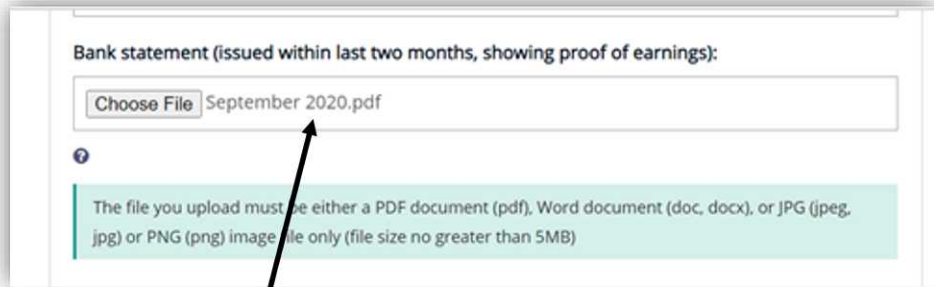 Bank statement (issued within last two months, showing proof of earnings):
Choose File September 2020.pdf
?
The file you upload must be either a PDF document (pdf), Word document (doc, docx), or JPG (jpeg,
jpg) or PNG (png) image file only (file size no greater than 5MB)